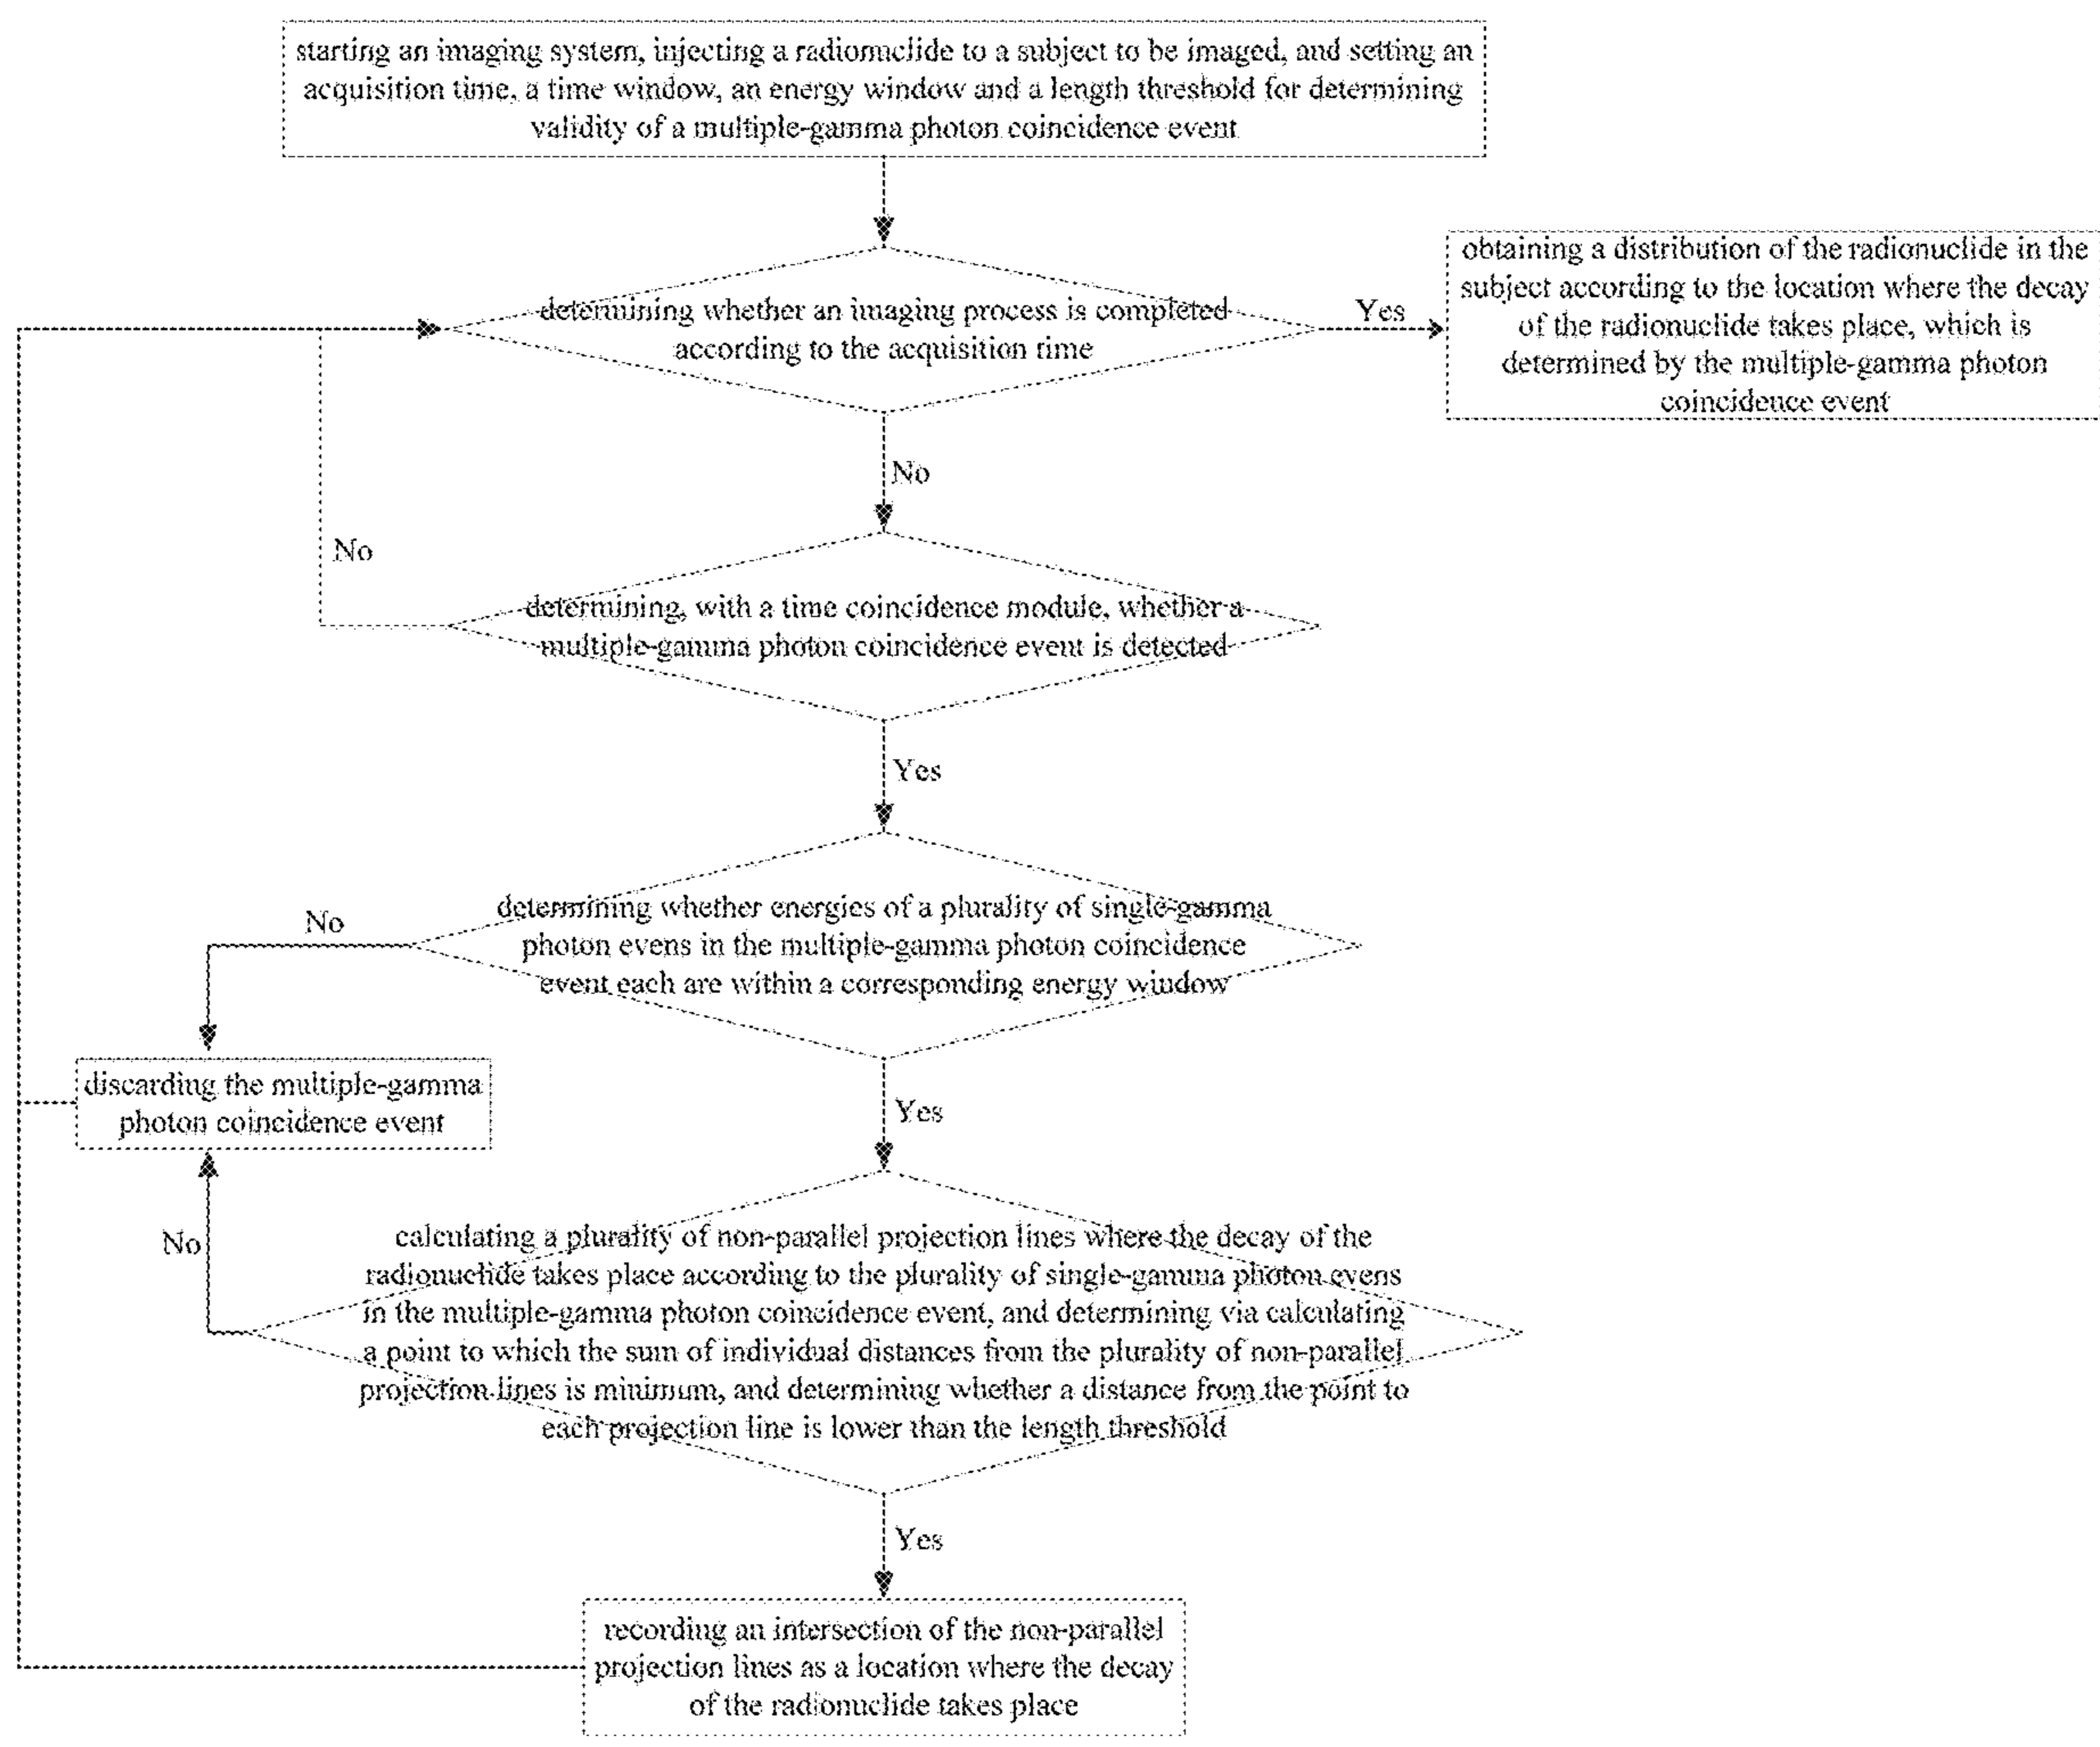 starting an imaging system, injecting a radionuclide to a subject to be imaged, and setting an
acquisition time, a time window, an energy window and a length threshold for determining
validity of a multiple-gamma photon coincidence event
determining whether an imaging process is completed
according to the acquisition time
Yes
obtaining a distribution of the radionuclide in the
subject according to the location where the decay
of the radionuclide takes place, which is
determined by the multiple-gamma photon
coincidence event
No
No
determining, with a time coincidence module, whether a
multiple-gamma photon coincidence event is detected
Yes
determining whether energies of a plurality of single-gamma
photon evens in the multiple-gamma photon coincidence
event each are within a corresponding energy window
No
discarding the multiple-gamma
photon coincidence event
Yes
No
calculating a plurality of non-parallel projection lines where the decay of the
radionuclide takes place according to the plurality of single-gamma photon evens
in the multiple-gamma photon coincidence event, and determining via calculating
a point to which the sum of individual distances from the plurality of non-parallel
projection lines is minimum, and determining whether a distance from the point to
each projection line is lower than the length threshold
Yes
recording an intersection of the non-parallel
projection lines as a location where the decay
of the radionuclide takes place